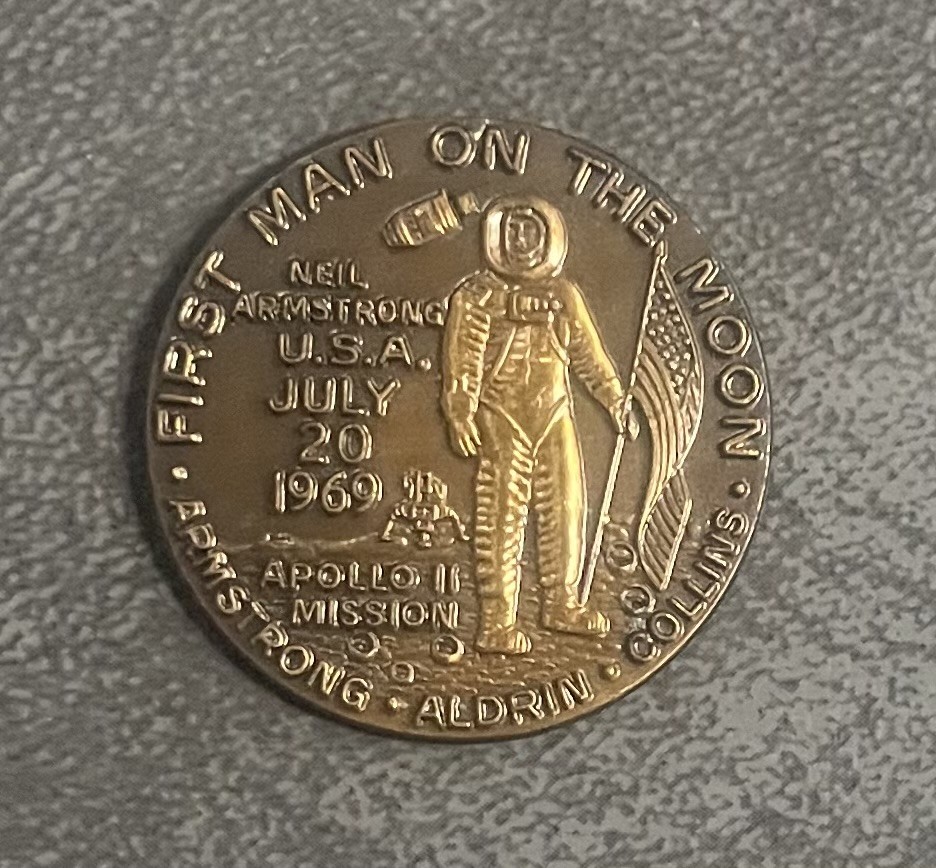 · FIRST MAN ON THE MOON ·
NEIL
ARMSTRONG
U.S.A.
JULY
20
1969
APOLLO 11
MISSION
ARMSTRONG · ALDRIN · COLLINS